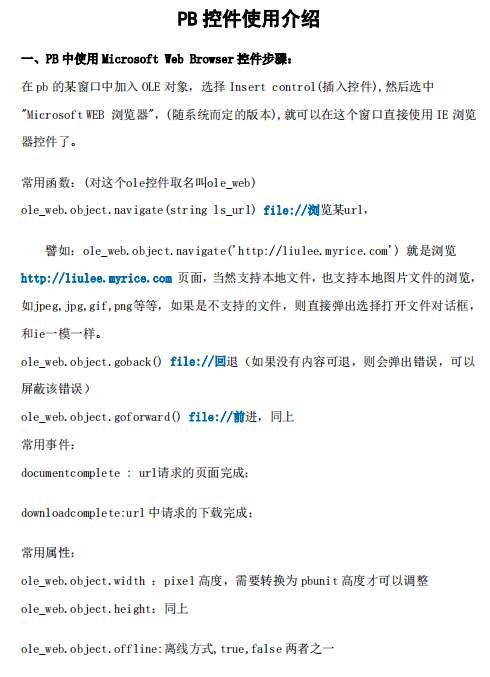 PB 控件使用介绍
一、PB 中使用 Microsoft Web Browser 控件步骤：
在 pb 的某窗口中加入 OLE 对象，选择 Insert control(插入控件),然后选中
"Microsoft WEB 浏览器", (随系统而定的版本),就可以在这个窗口直接使用 IE 浏览
器控件了。
常用函数：(对这个ole控件取名叫ole_web)
ole_web.object.navigate(string ls_url) file://浏览某url，
譬如：ole_web.object.navigate('http://liulee.myrice.com') 就是浏览
http://liulee.myrice.com 页面，当然支持本地文件，也支持本地图片文件的浏览，
如jpeg,jpg,gif,png等等，如果是不支持的文件，则直接弹出选择打开文件对话框，
和ie一模一样。
ole_web.object.goback() file://回退（如果没有内容可退，则会弹出错误，可以
屏蔽该错误）
ole_web.object.goforward() file://前进，同上
常用事件：
documentcomplete : url请求的页面完成;
downloadcomplete:url 中请求的下载完成;
常用属性：
ole_web.object.width ：pixel 高度，需要转换为 pbunit 高度才可以调整
ole_web.object.height：同上
ole_web.object.offline:离线方式,true,false 两者之一